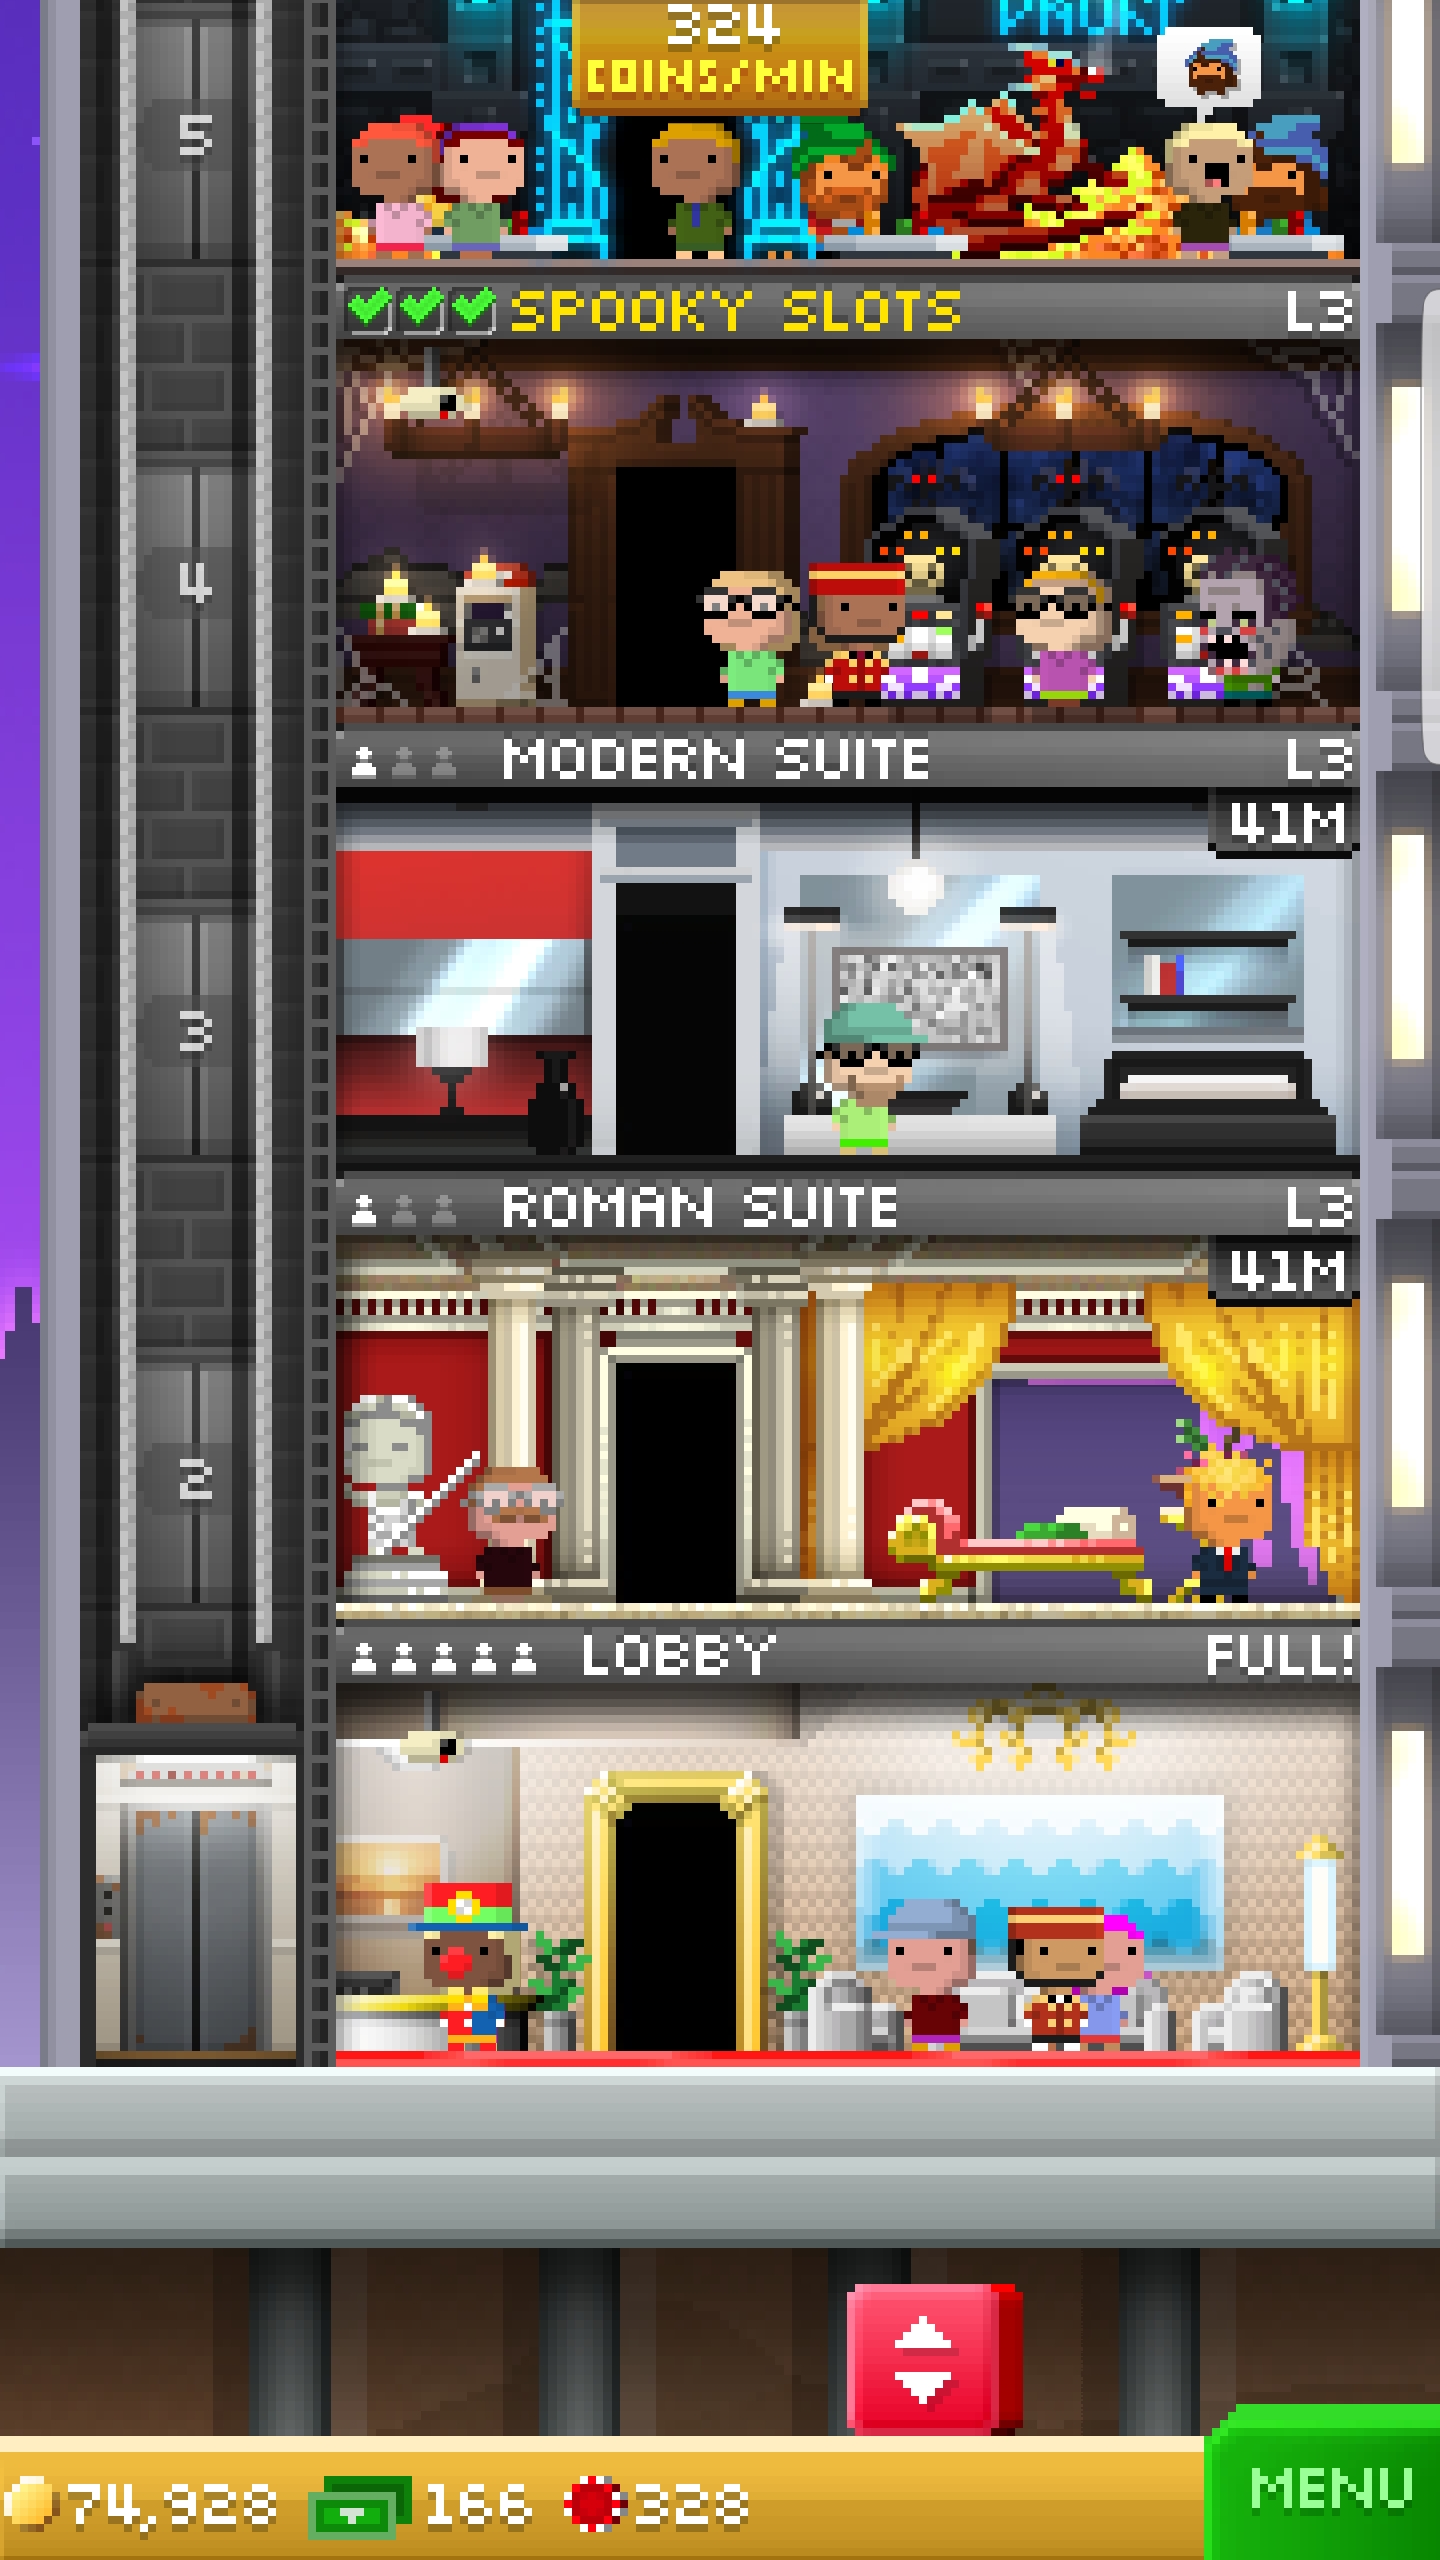 324
COINS/MIN
5
SPOOKY SLOTS L3
4
MODERN SUITE L3
41M
3
ROMAN SUITE L3
41M
2
LOBBY FULL!
74,928 166 328
MENU